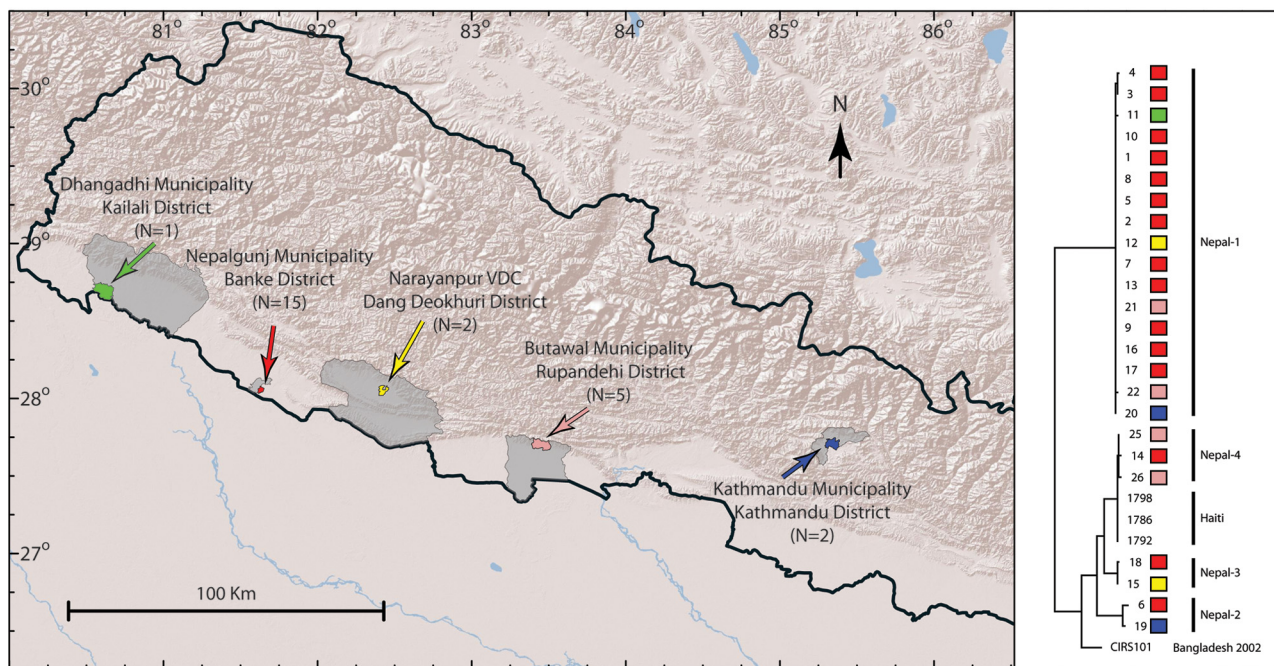 81°
82°
83°
84°
85°
86°
30°
29°
28°
27°
N
Dhangadhi Municipality
Kailali District
(N=1)
Nepalgunj Municipality
Banke District
(N=15)
Narayanpur VDC
Dang Deokhuri District
(N=2)
Butawal Municipality
Rupandehi District
(N=5)
Kathmandu Municipality
Kathmandu District
(N=2)
100 Km
4
3
11
10
1
8
5
2
12
7
13
21
9
16
17
22
20
Nepal-1
25
14
26
Nepal-4
1798
1786
1792
Haiti
18
15
Nepal-3
6
19
Nepal-2
CIRS101 Bangladesh 2002